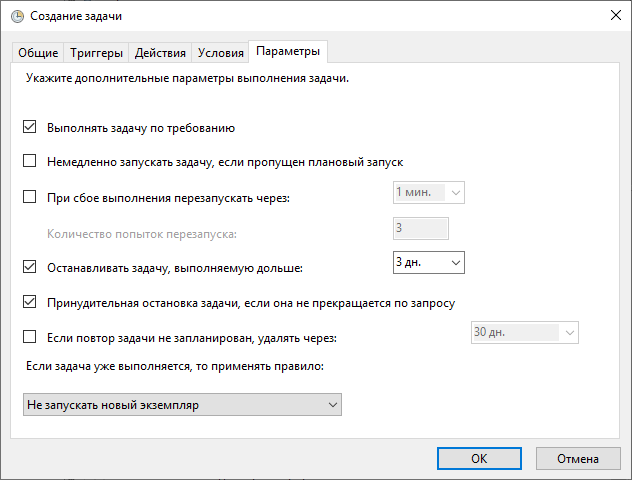 Создание задачи
Общие Триггеры Действия Условия Параметры
Укажите дополнительные параметры выполнения задачи.
Выполнять задачу по требованию
Немедленно запускать задачу, если пропущен плановый запуск
При сбое выполнения перезапускать через: 1 мин.
Количество попыток перезапуска: 3
Останавливать задачу, выполняемую дольше: 3 дн.
Принудительная остановка задачи, если она не прекращается по запросу
Если повтор задачи не запланирован, удалять через: 30 дн.
Если задача уже выполняется, то применять правило:
Не запускать новый экземпляр
ОК Отмена